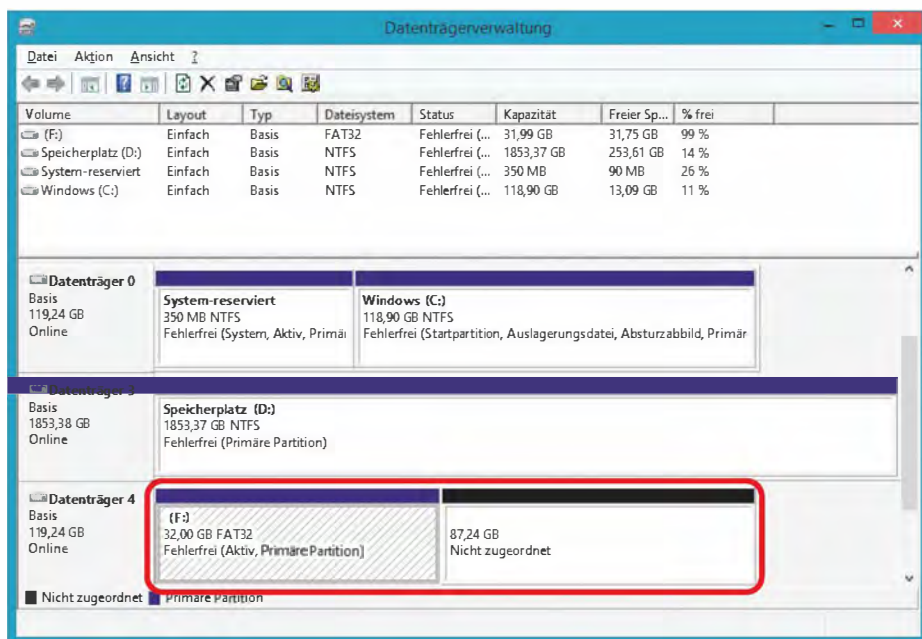 Datenträgerverwaltung
Datei Aktion Ansicht ?
Volume Layout Typ Dateisystem Status Kapazität Freier Sp... % frei
(F:) Einfach Basis FAT32 Fehlerfrei (... 31,99 GB 31,75 GB 99 %
Speicherplatz (D:) Einfach Basis NTFS Fehlerfrei (... 1853,37 GB 253,61 GB 14 %
System-reserviert Einfach Basis NTFS Fehlerfrei (... 350 MB 90 MB 26 %
Windows (C:) Einfach Basis NTFS Fehlerfrei (... 118,90 GB 13,09 GB 11 %
Datenträger 0
Basis
119,24 GB
Online
System-reserviert
350 MB NTFS
Fehlerfrei (System, Aktiv, Primär
Windows (C:)
118,90 GB NTFS
Fehlerfrei (Startpartition, Auslagerungsdatei, Absturzabbild, Primär
Datenträger 3
Basis
1853,38 GB
Online
Speicherplatz (D:)
1853,37 GB NTFS
Fehlerfrei (Primäre Partition)
Datenträger 4
Basis
119,24 GB
Online
(F:)
32,00 GB FAT32
Fehlerfrei (Aktiv, Primäre Partition)
87,24 GB
Nicht zugeordnet
Nicht zugeordnet Primäre Partition